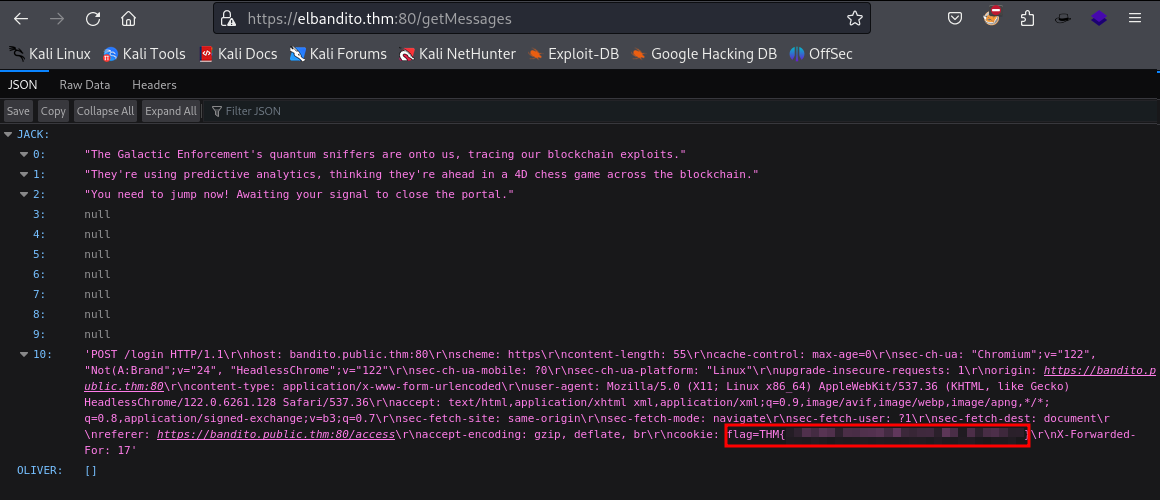 https://elbandito.thm:80/getMessages
Kali Linux Kali Tools Kali Docs Kali Forums Kali NetHunter Exploit-DB Google Hacking DB OffSec
JSON Raw Data Headers
Save Copy Collapse All Expand All Filter JSON
JACK:
0: "The Galactic Enforcement's quantum sniffers are onto us, tracing our blockchain exploits."
1: "They're using predictive analytics, thinking they're ahead in a 4D chess game across the blockchain."
2: "You need to jump now! Awaiting your signal to close the portal."
3: null
4: null
5: null
6: null
7: null
8: null
9: null
10: 'POST /login HTTP/1.1\r\nhost: bandito.public.thm:80\r\nscheme: https\r\ncontent-length: 55\r\ncache-control: max-age=0\r\nsec-ch-ua: "Chromium";v="122",
"Not(A:Brand";v="24", "HeadlessChrome";v="122"\r\nsec-ch-ua-mobile: ?0\r\nsec-ch-ua-platform: "Linux"\r\nupgrade-insecure-requests: 1\r\norigin: https://bandito.p
ublic.thm:80\r\ncontent-type: application/x-www-form-urlencoded\r\nuser-agent: Mozilla/5.0 (X11; Linux x86_64) AppleWebKit/537.36 (KHTML, like Gecko)
HeadlessChrome/122.0.6261.128 Safari/537.36\r\naccept: text/html,application/xhtml xml,application/xml;q=0.9,image/avif,image/webp,image/apng,*/*;
q=0.8,application/signed-exchange;v=b3;q=0.7\r\nsec-fetch-site: same-origin\r\nsec-fetch-mode: navigate\r\nsec-fetch-user: ?1\r\nsec-fetch-dest: document\r
\nreferer: https://bandito.public.thm:80/access\r\naccept-encoding: gzip, deflate, br\r\ncookie: flag=THM{ }\r\nX-Forwarded-
For: 17'
OLIVER: []